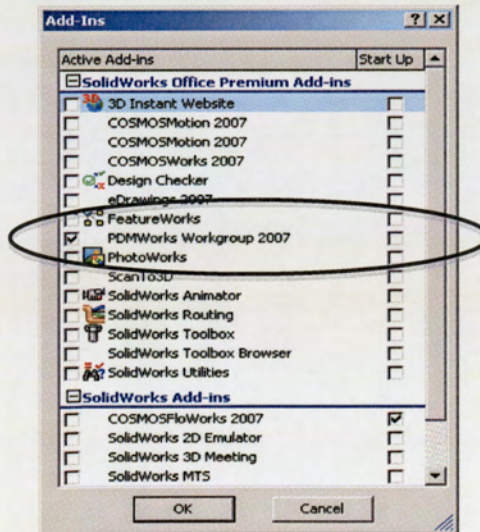 Add-Ins
Active Add-ins Start Up
SolidWorks Office Premium Add-ins
3D 3D Instant Website
COSMOSMotion 2007
COSMOSMotion 2007
COSMOSWorks 2007
Design Checker
eDrawings 2007
FeatureWorks
PDMWorks Workgroup 2007
PhotoWorks
ScanTo3D
SolidWorks Animator
SolidWorks Routing
SolidWorks Toolbox
SolidWorks Toolbox Browser
SolidWorks Utilities
SolidWorks Add-ins
COSMOSFloWorks 2007
SolidWorks 2D Emulator
SolidWorks 3D Meeting
SolidWorks MTS
OK Cancel